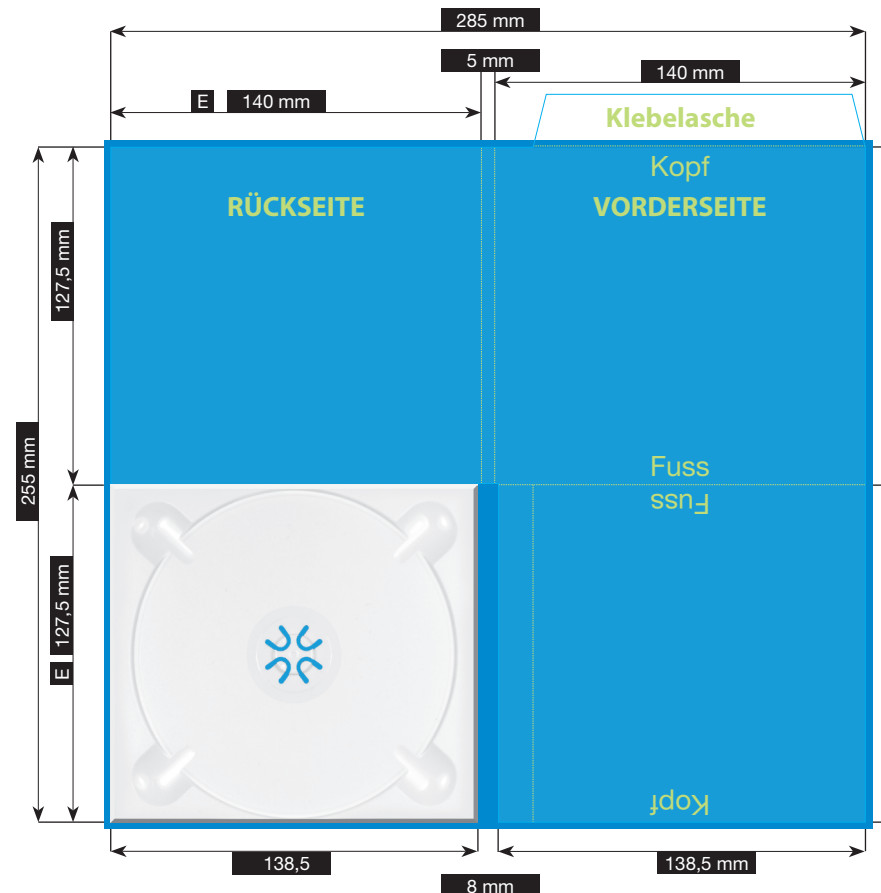 285 mm
5 mm
E 140 mm
140 mm
Klebelasche
Kopf
RÜCKSEITE
VORDERSEITE
127,5 mm
255 mm
Fuss
Fuss
E 127,5 mm
Kopf
138,5
138,5 mm
8 mm